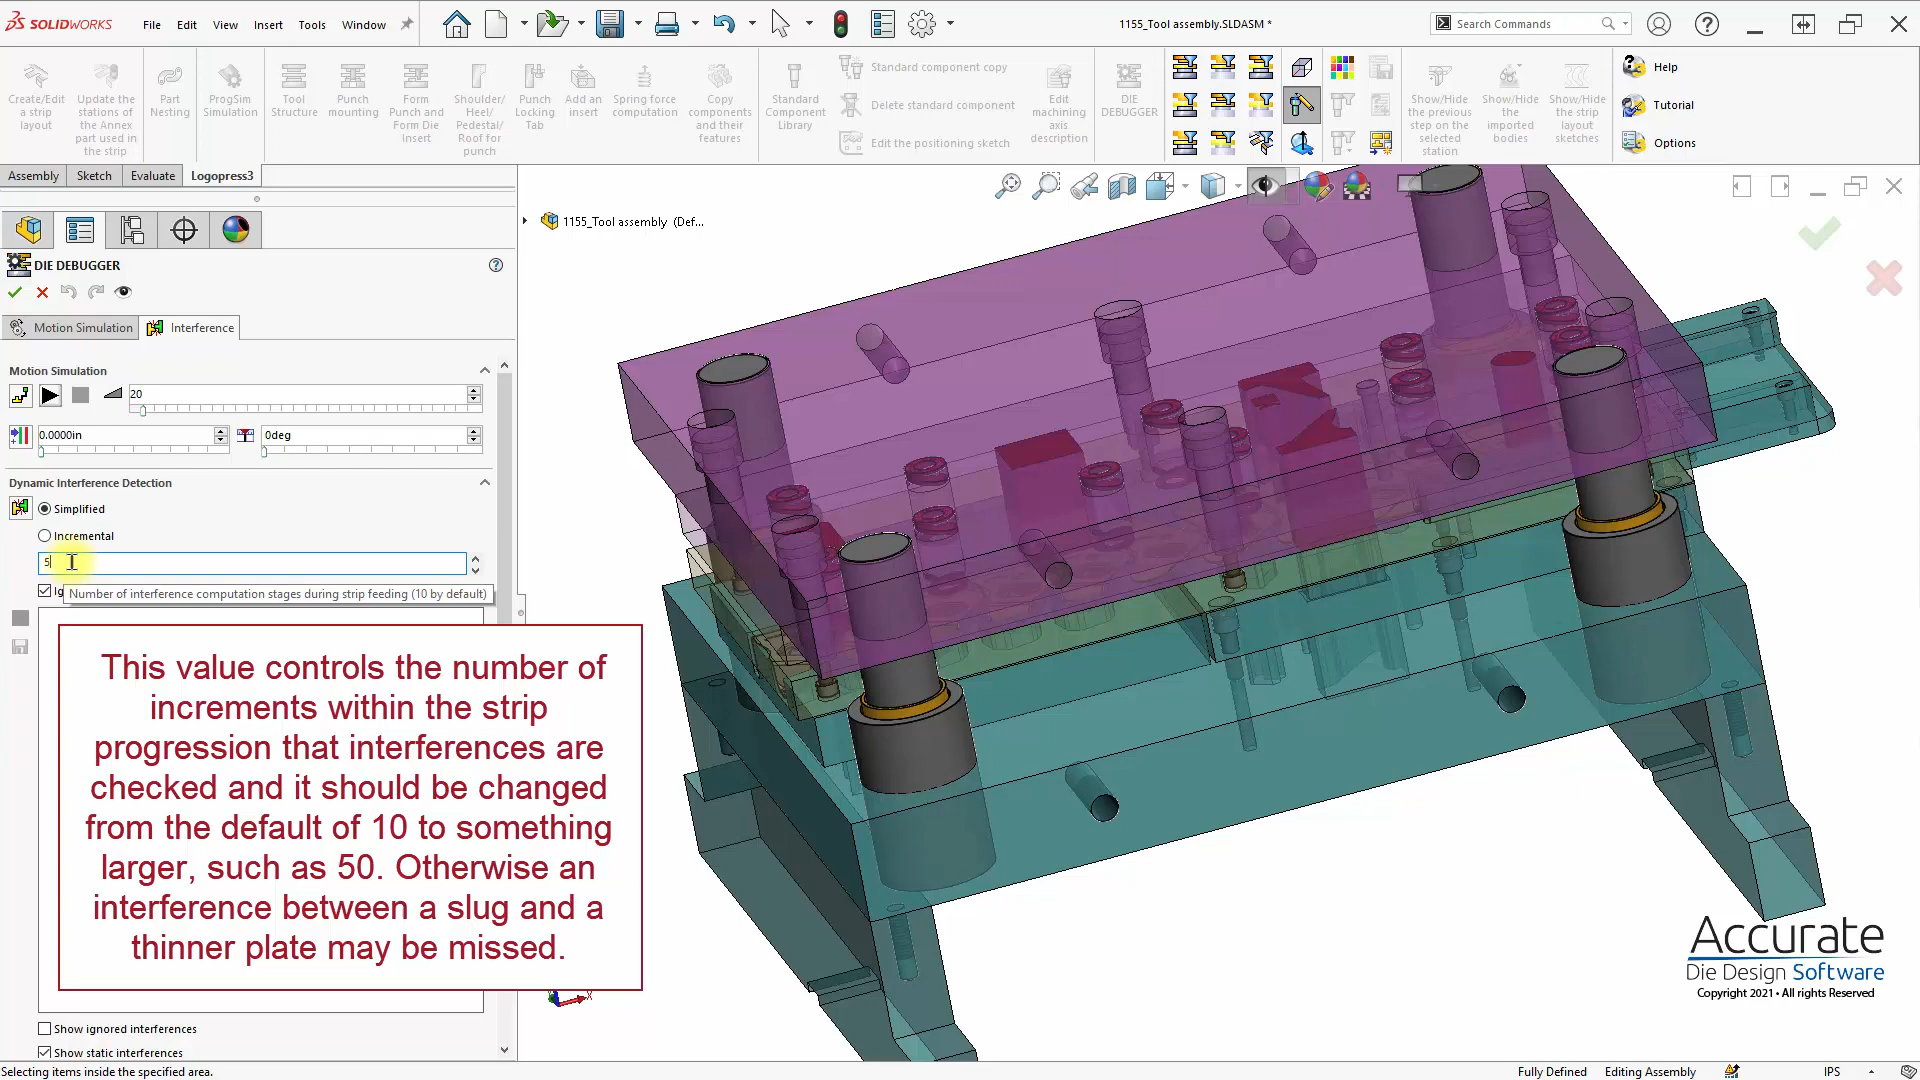 SOLIDWORKS
File
Edit
View
Insert
Tools
Window
1155_Tool assembly.SLDASM *
Search Commands
Create/Edit
a strip
layout
Update the
stations of
the Annex
part used in
the strip
Part
Nesting
ProgSim
Simulation
Tool
Structure
Punch
mounting
Form
Punch and
Form Die
Insert
Shoulder/
Heel/
Pedestal/
Roof for
punch
Punch
Locking
Tab
Add an
insert
Spring force
computation
Copy
components
and their
features
Standard
Component
Library
Standard component copy
Delete standard component
Edit the positioning sketch
Edit
machining
axis
description
DIE
DEBUGGER
Show/Hide
the previous
step on the
selected
station
Show/Hide
the
imported
bodies
Show/Hide
the strip
layout
sketches
Help
Tutorial
Options
Assembly
Sketch
Evaluate
Logopress3
1155_Tool assembly (Def...
DIE DEBUGGER
Motion Simulation
Interference
Motion Simulation
20
0.0000in
0deg
Dynamic Interference Detection
Simplified
Incremental
5
Number of interference computation stages during strip feeding (10 by default)
This value controls the number of
increments within the strip
progression that interferences are
checked and it should be changed
from the default of 10 to something
larger, such as 50. Otherwise an
interference between a slug and a
thinner plate may be missed.
Show ignored interferences
Show static interferences
X
Accurate
Die Design Software
Copyright 2021 • All rights Reserved
Selecting items inside the specified area.
Fully Defined
Editing Assembly
IPS